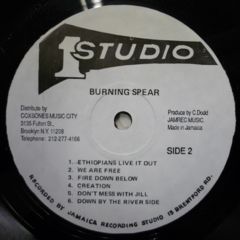 1
STUDIO
BURNING SPEAR
Distribute by
COXSONES MUSIC CITY
3135 Fulton St.,
Brooklyn N.Y. 11208
Telephone: 212-277-4166
Produce by C.Dodd
JAMREC MUSIC
Made in Jamaica
SIDE 2
1 ETHIOPIANS LIVE IT OUT
2 WE ARE FREE
3 FIRE DOWN BELOW
4 CREATION
5 DON'T MESS WITH JILL
6 DOWN BY THE RIVER SIDE
RECORDED BY JAMAICA RECORDING STUDIO 13 BRENTFORD RD.